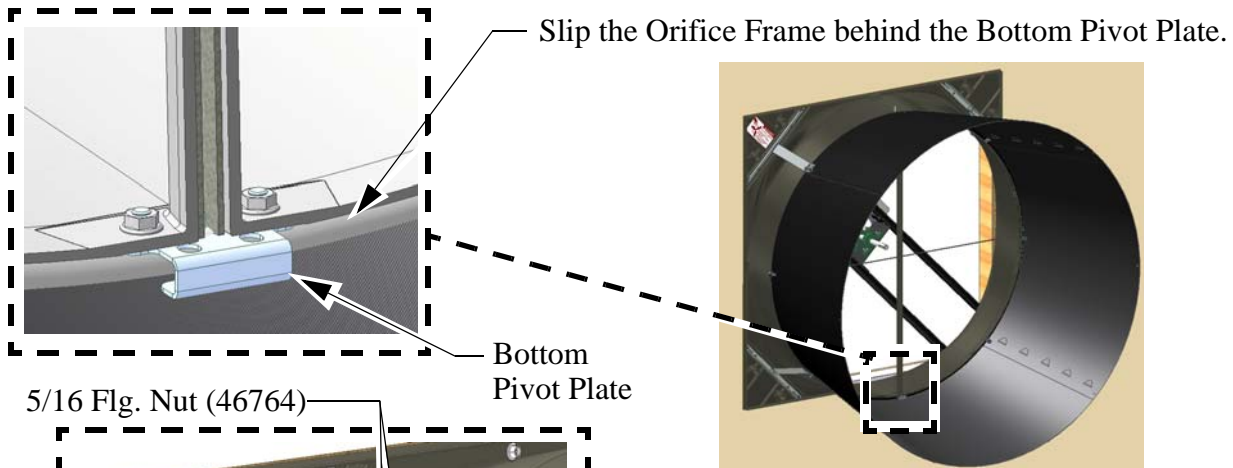 Slip the Orifice Frame behind the Bottom Pivot Plate.
Bottom
Pivot Plate
5/16 Flg. Nut (46764)